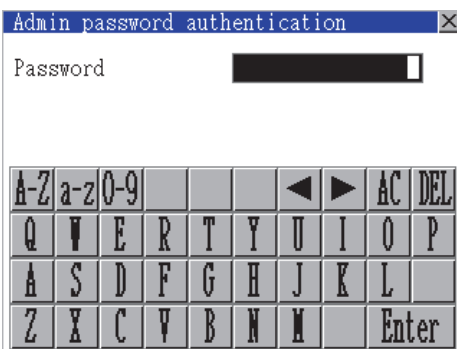 Admin password authentication ×
Password
A-Z a-z 0-9 ◀ ▶ AC DEL
Q W E R T Y U I O P
A S D F G H J K L
Z X C V B N M Enter